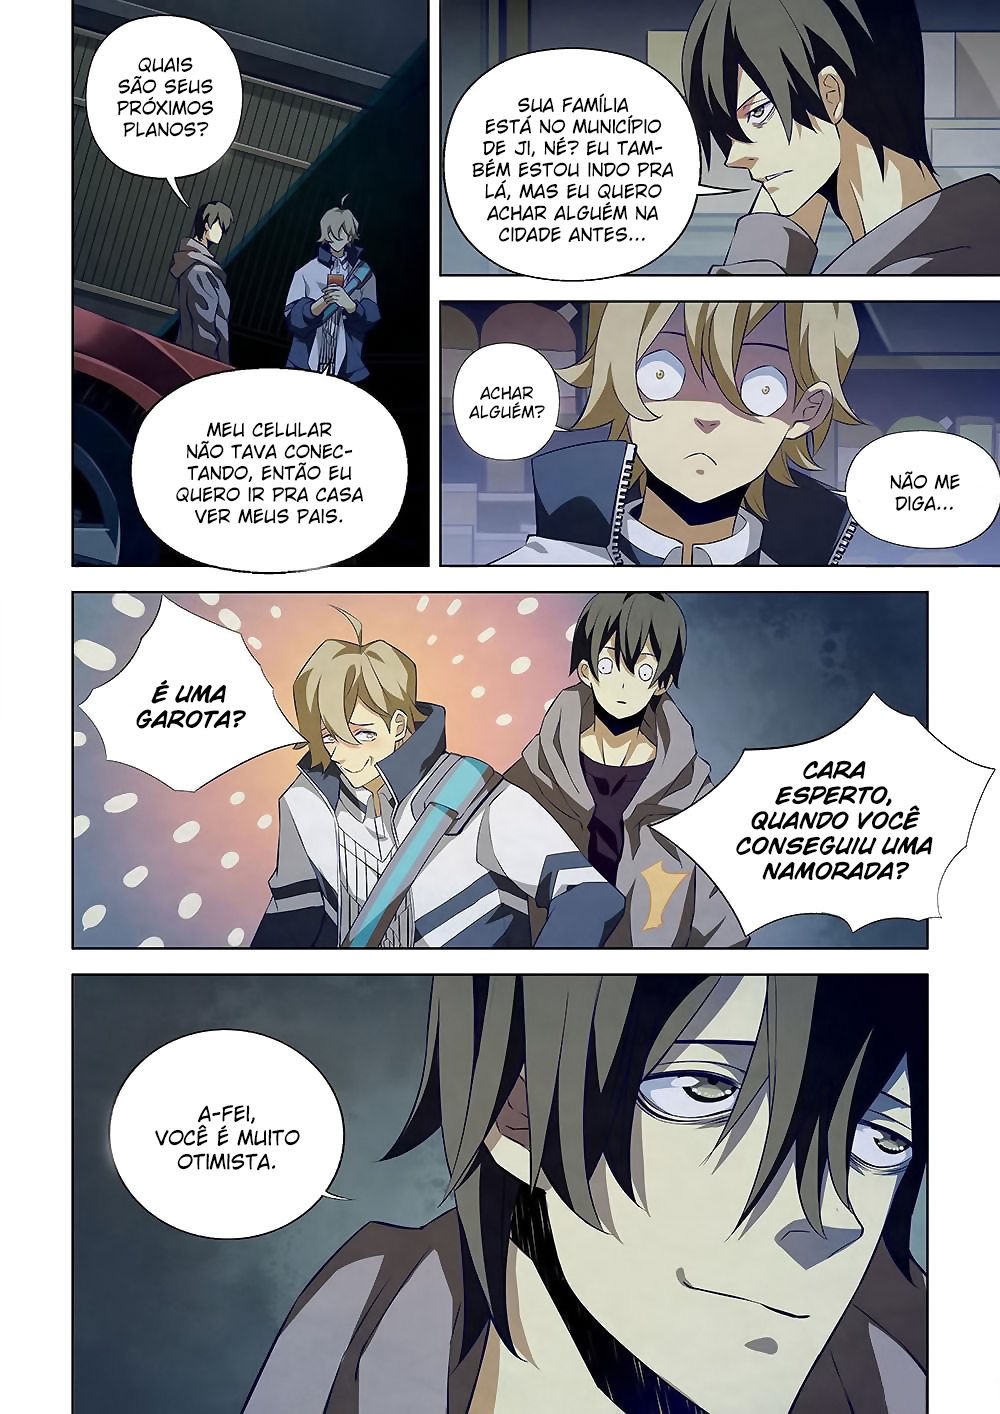 QUAIS
SÃO SEUS
PRÓXIMOS
PLANOS?
MEU CELULAR
NÃO TAVA CONEC-
TANDO, ENTÃO EU
QUERO IR PRA CASA
VER MEUS PAIS.
SUA FAMÍLIA
ESTÁ NO MUNICÍPIO
DE JI, NÉ? EU TAM-
BÉM ESTOU INDO PRA
LÁ, MAS EU QUERO
ACHAR ALGUÉM NA
CIDADE ANTES...
ACHAR
ALGUÉM?
NÃO ME
DIGA...
É UMA
GAROTA?
CARA
ESPERTO,
QUANDO VOCÊ
CONSEGUIU UMA
NAMORADA?
A-FEI,
VOCÊ É MUITO
OTIMISTA.